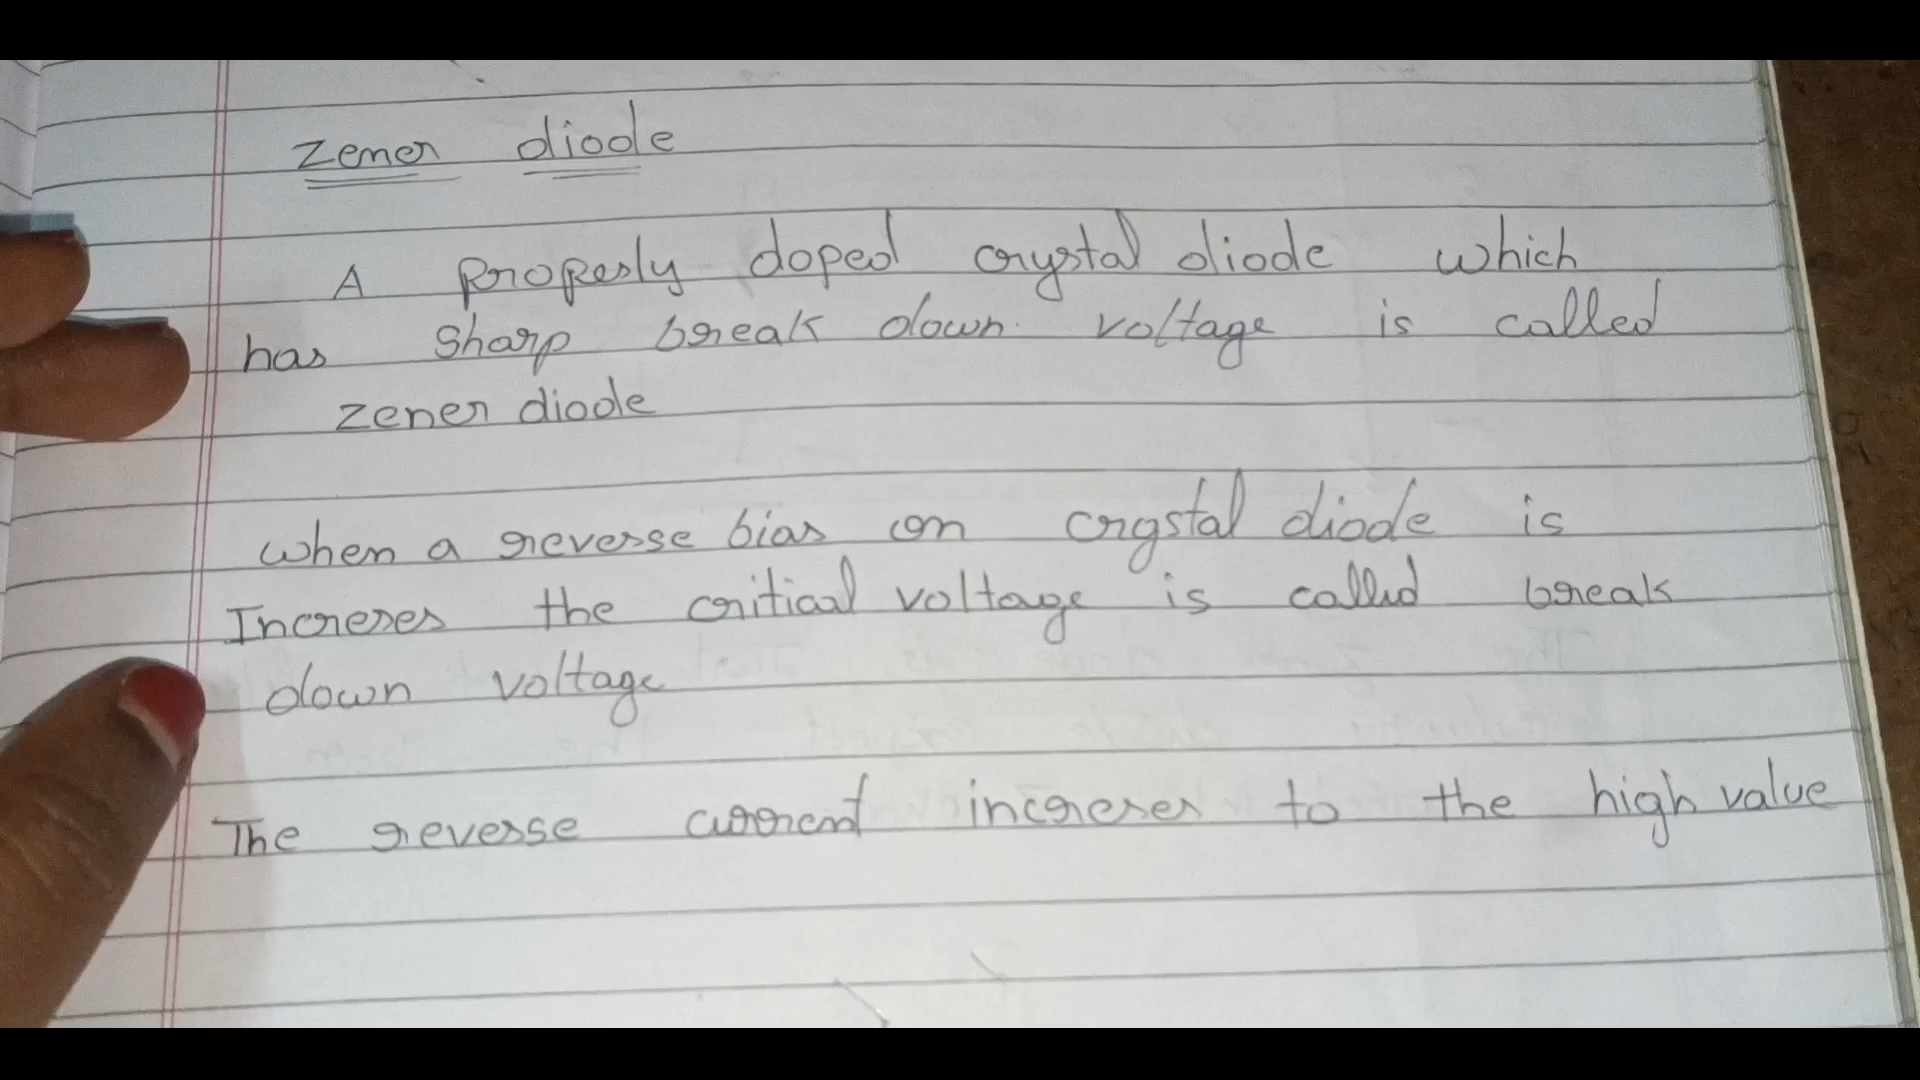 Zener diode
A properly doped crystal diode which
has sharp break down voltage is called
zener diode
when a reverse bias on crystal diode is
Increses the critical voltage is called break
down voltage
The reverse current increses to the high value